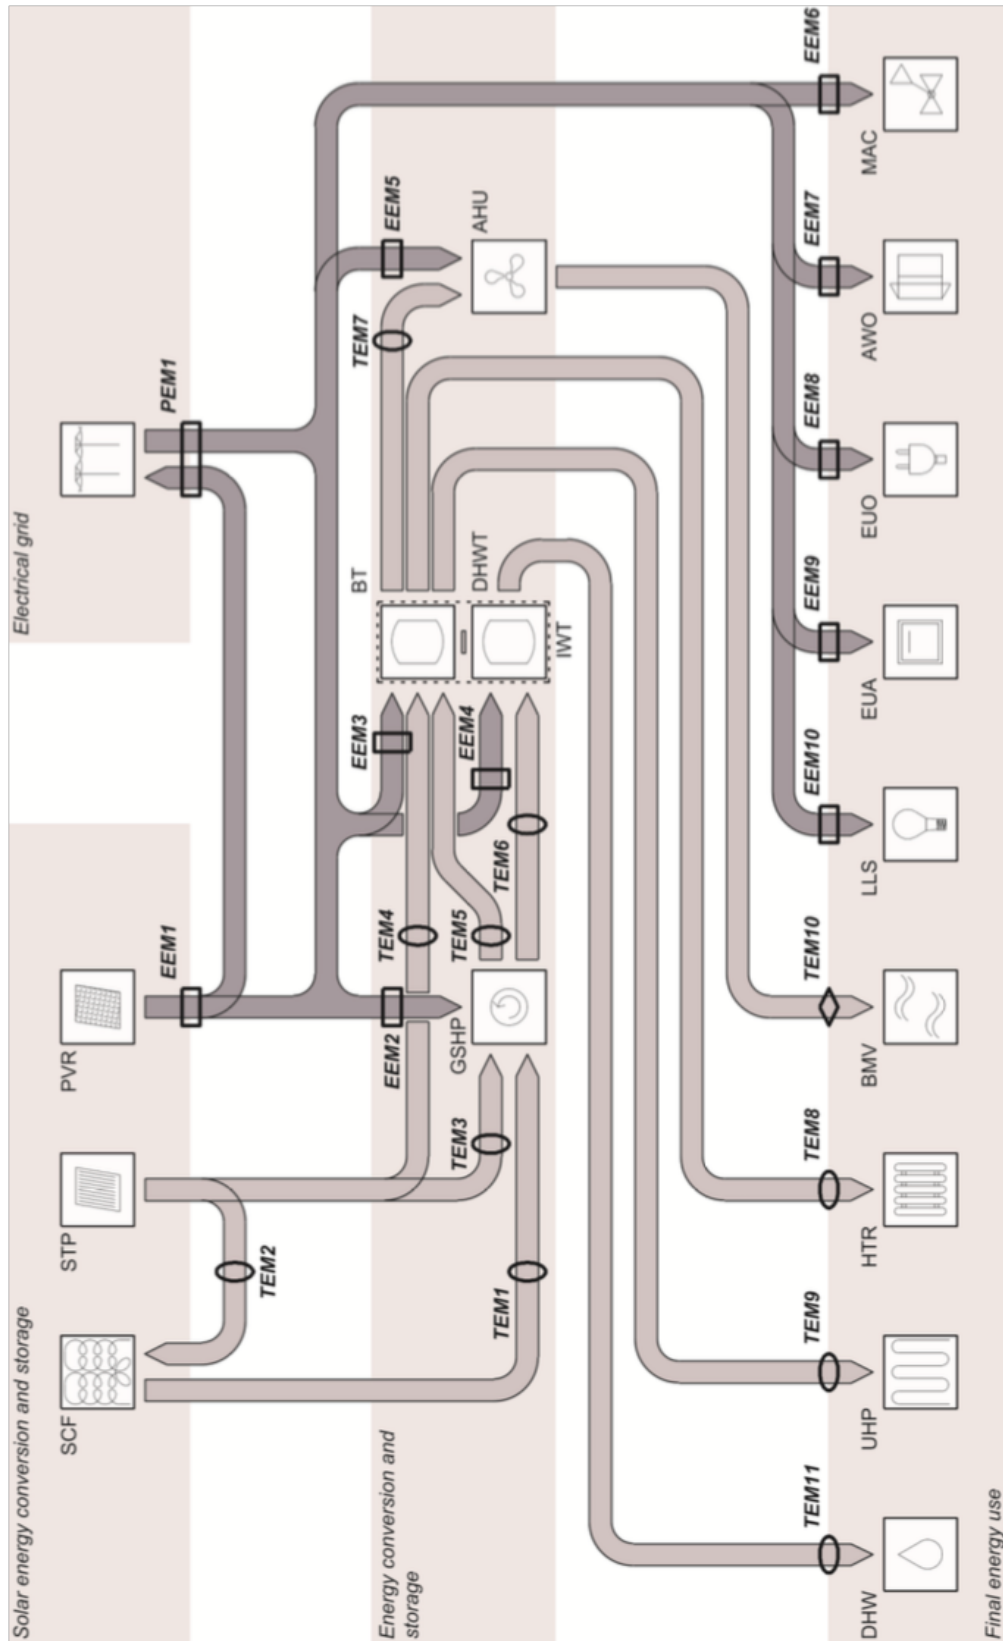 Solar energy conversion and storage
Electrical grid
SCF
STP
PVR
TEM2
EEM1
PEM1
Energy conversion and
storage
TEM1
TEM3
EEM2
GSHP
TEM4
TEM5
TEM6
EEM3
EEM4
BT
DHWT
IWT
TEM7
EEM5
AHU
TEM11
TEM9
TEM8
TEM10
EEM10
EEM9
EEM8
EEM7
EEM6
DHW
UHP
HTR
BMV
LLS
EUA
EUO
AWO
MAC
Final energy use